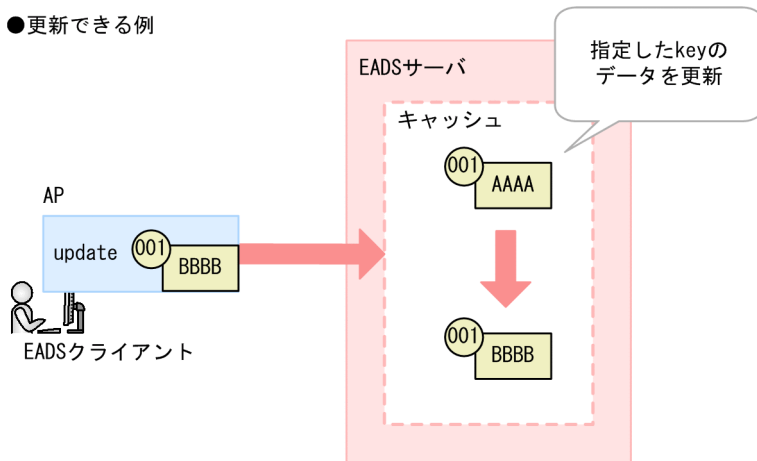 ●更新できる例
指定したkeyの
データを更新
EADSサーバ
キャッシュ
001
AAAA
AP
update
001
BBBB
001
BBBB
EADSクライアント